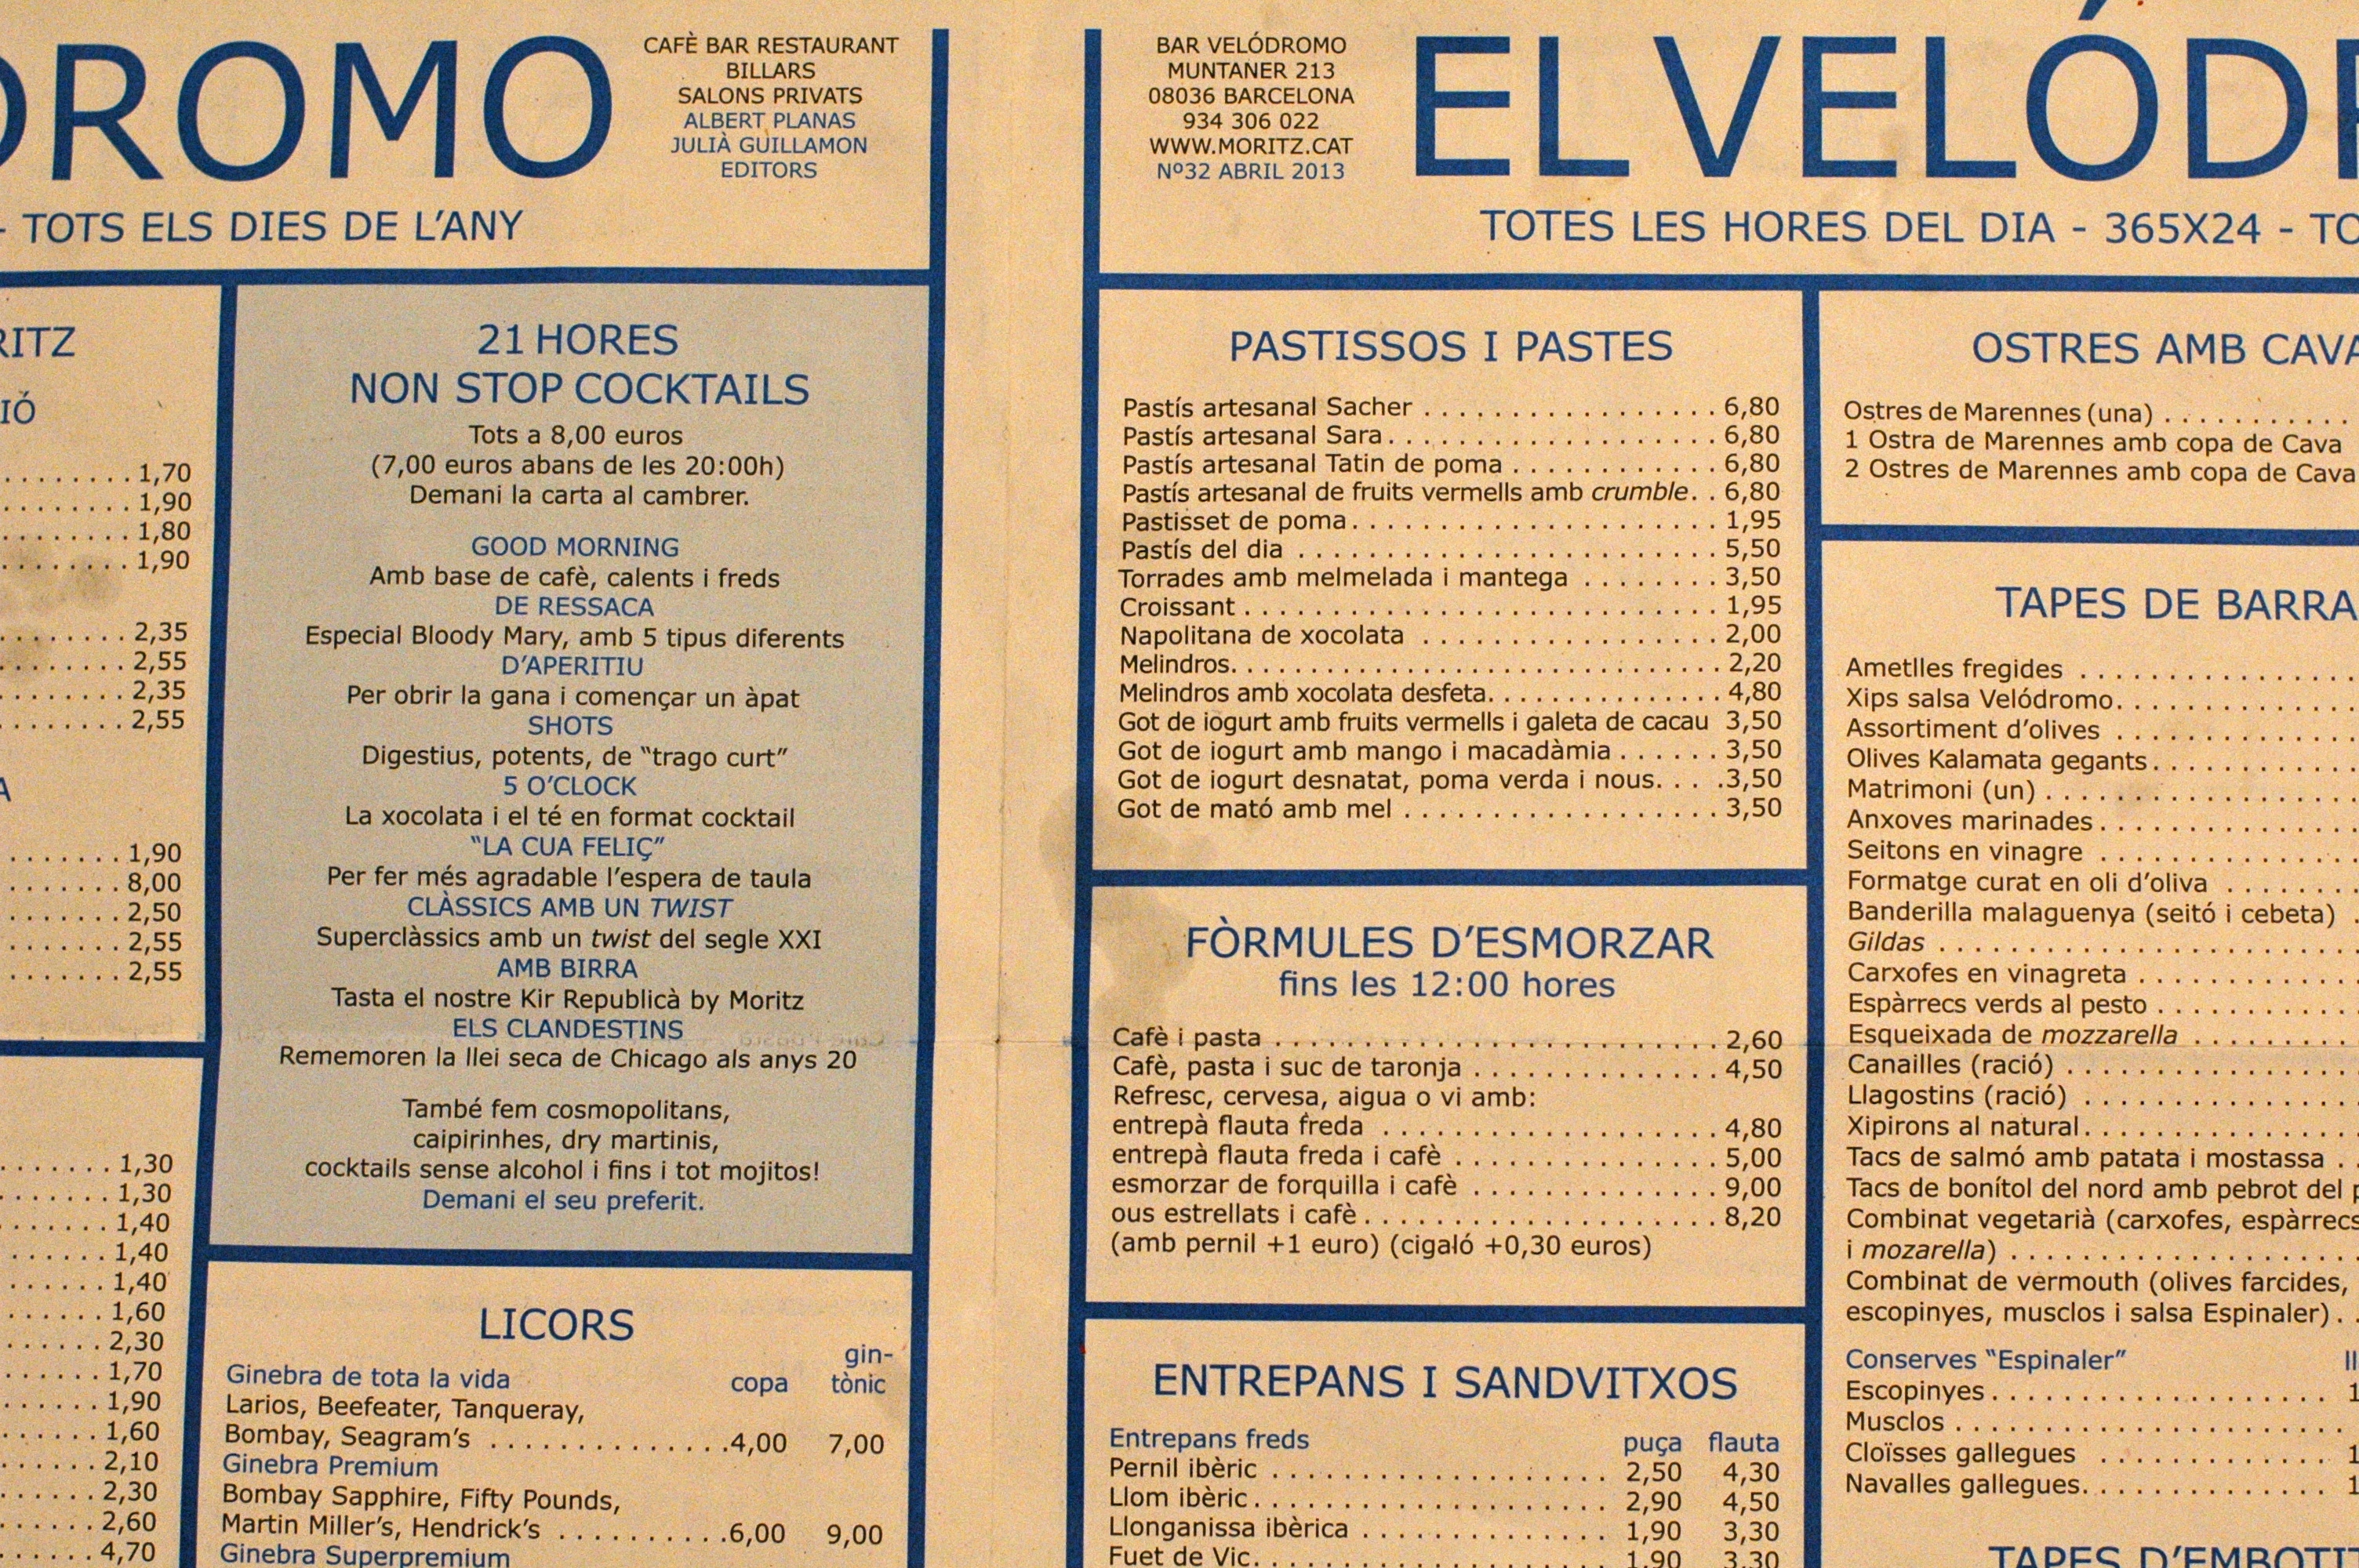 DROMO
CAFÈ BAR RESTAURANT
BILLARS
SALONS PRIVATS
ALBERT PLANAS
JULIÀ GUILLAMON
EDITORS
- TOTS ELS DIES DE L'ANY
RITZ
IÓ
........ 1,70
........ 1,90
........ 1,80
........ 1,90
........ 2,35
........ 2,55
........ 2,35
........ 2,55
A
....... 1,90
....... 8,00
....... 2,50
....... 2,55
....... 2,55
....... 1,30
....... 1,30
....... 1,40
....... 1,40
...... 1,40
...... 1,60
...... 2,30
...... 1,70
...... 1,90
...... 1,60
...... 2,10
...... 2,30
...... 2,60
...... 4,70
21 HORES
NON STOP COCKTAILS
Tots a 8,00 euros
(7,00 euros abans de les 20:00h)
Demani la carta al cambrer.
GOOD MORNING
Amb base de cafè, calents i freds
DE RESSACA
Especial Bloody Mary, amb 5 tipus diferents
D'APERITIU
Per obrir la gana i començar un àpat
SHOTS
Digestius, potents, de "trago curt"
5 O'CLOCK
La xocolata i el té en format cocktail
"LA CUA FELIÇ"
Per fer més agradable l'espera de taula
CLÀSSICS AMB UN TWIST
Superclàssics amb un twist del segle XXI
AMB BIRRA
Tasta el nostre Kir Republicà by Moritz
ELS CLANDESTINS
Rememoren la llei seca de Chicago als anys 20
També fem cosmopolitans,
caipirinhes, dry martinis,
cocktails sense alcohol i fins i tot mojitos!
Demani el seu preferit.
LICORS
Ginebra de tota la vida copa gin-tònic
Larios, Beefeater, Tanqueray,
Bombay, Seagram's ..............4,00 7,00
Ginebra Premium
Bombay Sapphire, Fifty Pounds,
Martin Miller's, Hendrick's ..........6,00 9,00
Ginebra Superpremium
BAR VELÓDROMO
MUNTANER 213
08036 BARCELONA
934 306 022
WWW.MORITZ.CAT
Nº32 ABRIL 2013
EL VELÓDR
TOTES LES HORES DEL DIA - 365X24 - TO
PASTISSOS I PASTES
Pastís artesanal Sacher ................. 6,80
Pastís artesanal Sara................... 6,80
Pastís artesanal Tatin de poma ............ 6,80
Pastís artesanal de fruits vermells amb crumble. . 6,80
Pastisset de poma...................... 1,95
Pastís del dia ......................... 5,50
Torrades amb melmelada i mantega ........ 3,50
Croissant ............................ 1,95
Napolitana de xocolata .................. 2,00
Melindros............................. 2,20
Melindros amb xocolata desfeta.............. 4,80
Got de iogurt amb fruits vermells i galeta de cacau 3,50
Got de iogurt amb mango i macadàmia ...... 3,50
Got de iogurt desnatat, poma verda i nous. . . .3,50
Got de mató amb mel ................... 3,50
FÒRMULES D'ESMORZAR
fins les 12:00 hores
Cafè i pasta .......................... 2,60
Cafè, pasta i suc de taronja ............... 4,50
Refresc, cervesa, aigua o vi amb:
entrepà flauta freda .................... 4,80
entrepà flauta freda i cafè ................ 5,00
esmorzar de forquilla i cafè ............... 9,00
ous estrellats i cafè ..................... 8,20
(amb pernil +1 euro) (cigaló +0,30 euros)
ENTREPANS I SANDVITXOS
Entrepans freds puça flauta
Pernil ibèric .................... 2,50 4,30
Llom ibèric..................... 2,90 4,50
Llonganissa ibèrica .............. 1,90 3,30
Fuet de Vic..................... 1,90 3,30
OSTRES AMB CAVA
Ostres de Marennes (una) ...........
1 Ostra de Marennes amb copa de Cava
2 Ostres de Marennes amb copa de Cava
TAPES DE BARRA
Ametlles fregides ................
Xips salsa Velódromo..............
Assortiment d'olives ..............
Olives Kalamata gegants............
Matrimoni (un) ...................
Anxoves marinades................
Seitons en vinagre ................
Formatge curat en oli d'oliva ........
Banderilla malaguenya (seitó i cebeta) .
Gildas .........................
Carxofes en vinagreta .............
Espàrrecs verds al pesto ............
Esqueixada de mozzarella ..........
Canailles (ració) .................
Llagostins (ració) ................
Xipirons al natural................
Tacs de salmó amb patata i mostassa . .
Tacs de bonítol del nord amb pebrot del p
Combinat vegetarià (carxofes, espàrrecs
i mozarella) .....................
Combinat de vermouth (olives farcides,
escopinyes, musclos i salsa Espinaler). .
Conserves "Espinaler" ll
Escopinyes...................... 1
Musclos ........................
Cloïsses gallegues ............... 1
Navalles gallegues................ 1
TAPES D'EMBOTIT